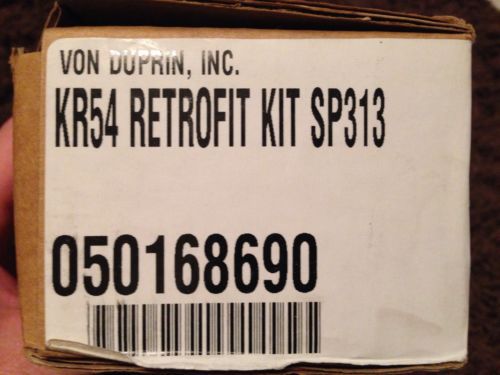 VON DUPRIN, INC.
KR54 RETROFIT KIT SP313
050168690